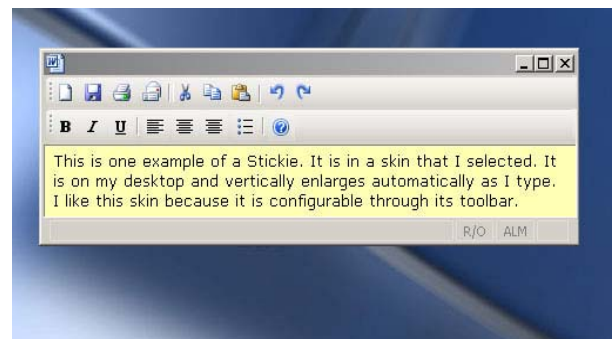 B I U
This is one example of a Stickie. It is in a skin that I selected. It
is on my desktop and vertically enlarges automatically as I type.
I like this skin because it is configurable through its toolbar.
R/O ALM